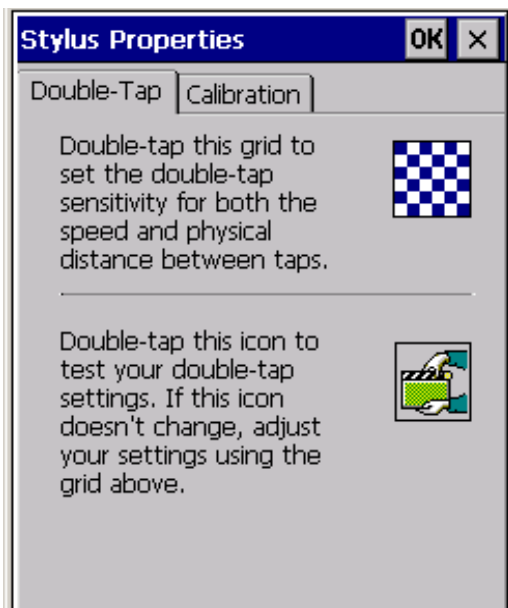 Stylus Properties OK ×
Double-Tap Calibration
Double-tap this grid to
set the double-tap
sensitivity for both the
speed and physical
distance between taps.
Double-tap this icon to
test your double-tap
settings. If this icon
doesn't change, adjust
your settings using the
grid above.